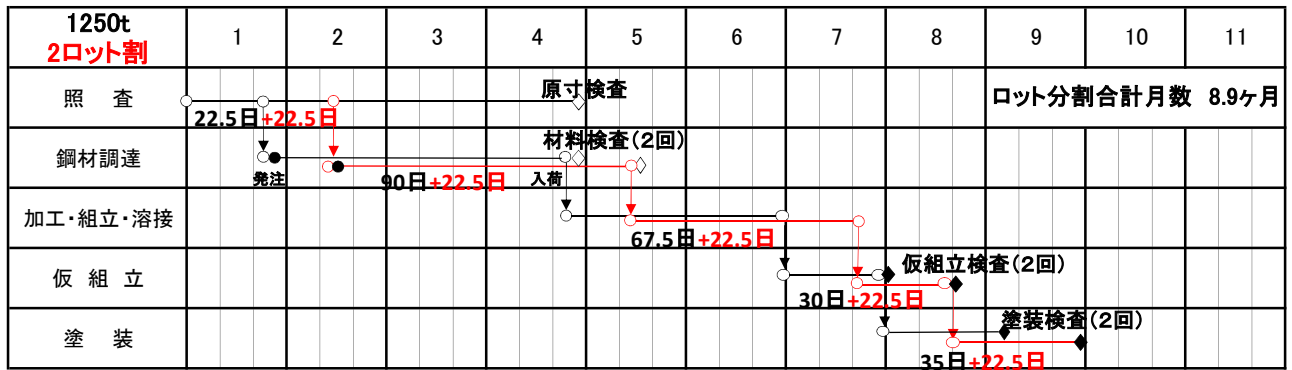 1250t
2ロット割
1 2 3 4 5 6 7 8 9 10 11
照　査
原寸検査
ロット分割合計月数 8.9ヶ月
22.5日+22.5日
鋼材調達
材料検査(2回)
発注
90日+22.5日
入荷
加工・組立・溶接
67.5日+22.5日
仮 組 立
仮組立検査(2回)
30日+22.5日
塗　装
塗装検査(2回)
35日+22.5日